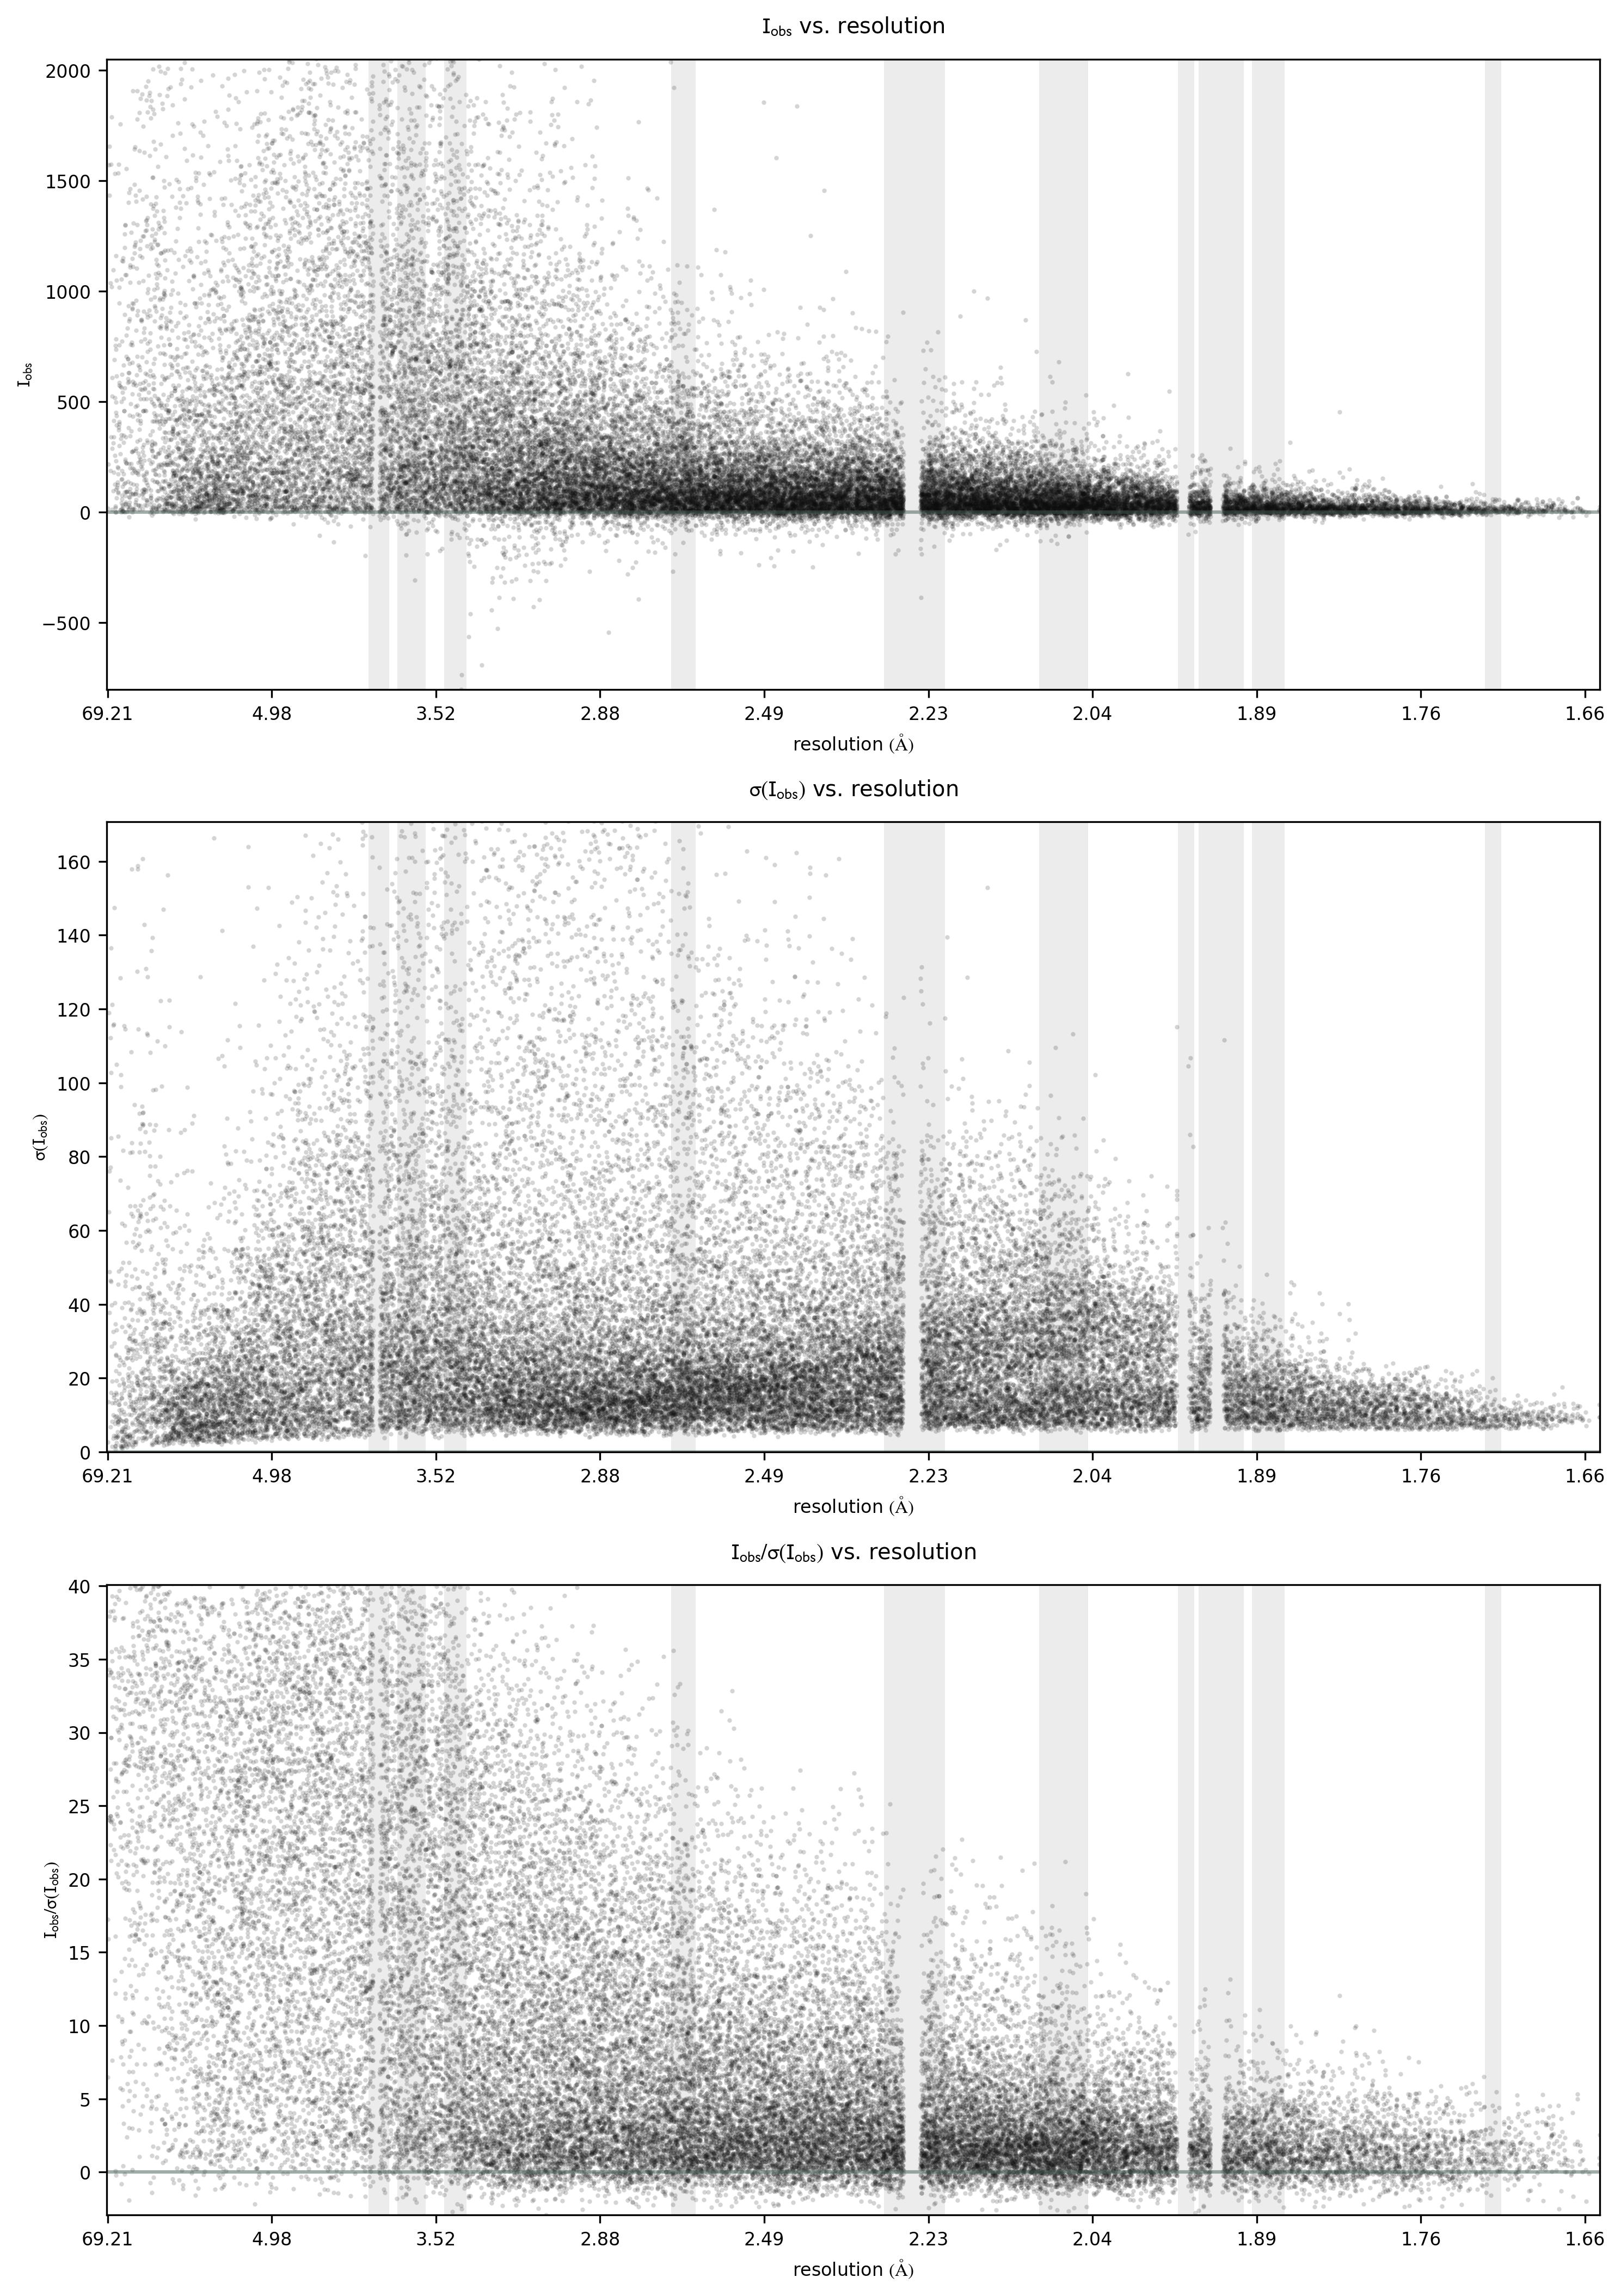 Iobs vs. resolution
2000
1500
1000
500
0
−500
Iobs
69.21 4.98 3.52 2.88 2.49 2.23 2.04 1.89 1.76 1.66
resolution (Å)
σ(Iobs) vs. resolution
160
140
120
100
80
60
40
20
0
σ(Iobs)
69.21 4.98 3.52 2.88 2.49 2.23 2.04 1.89 1.76 1.66
resolution (Å)
Iobs/σ(Iobs) vs. resolution
40
35
30
25
20
15
10
5
0
Iobs/σ(Iobs)
69.21 4.98 3.52 2.88 2.49 2.23 2.04 1.89 1.76 1.66
resolution (Å)